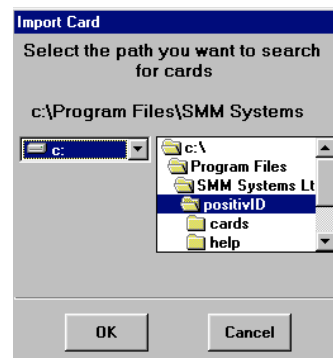 Import Card
Select the path you want to search
for cards
c:\Program Files\SMM Systems
c:
c:\
Program Files
SMM Systems Lt
positivID
cards
help
OK
Cancel